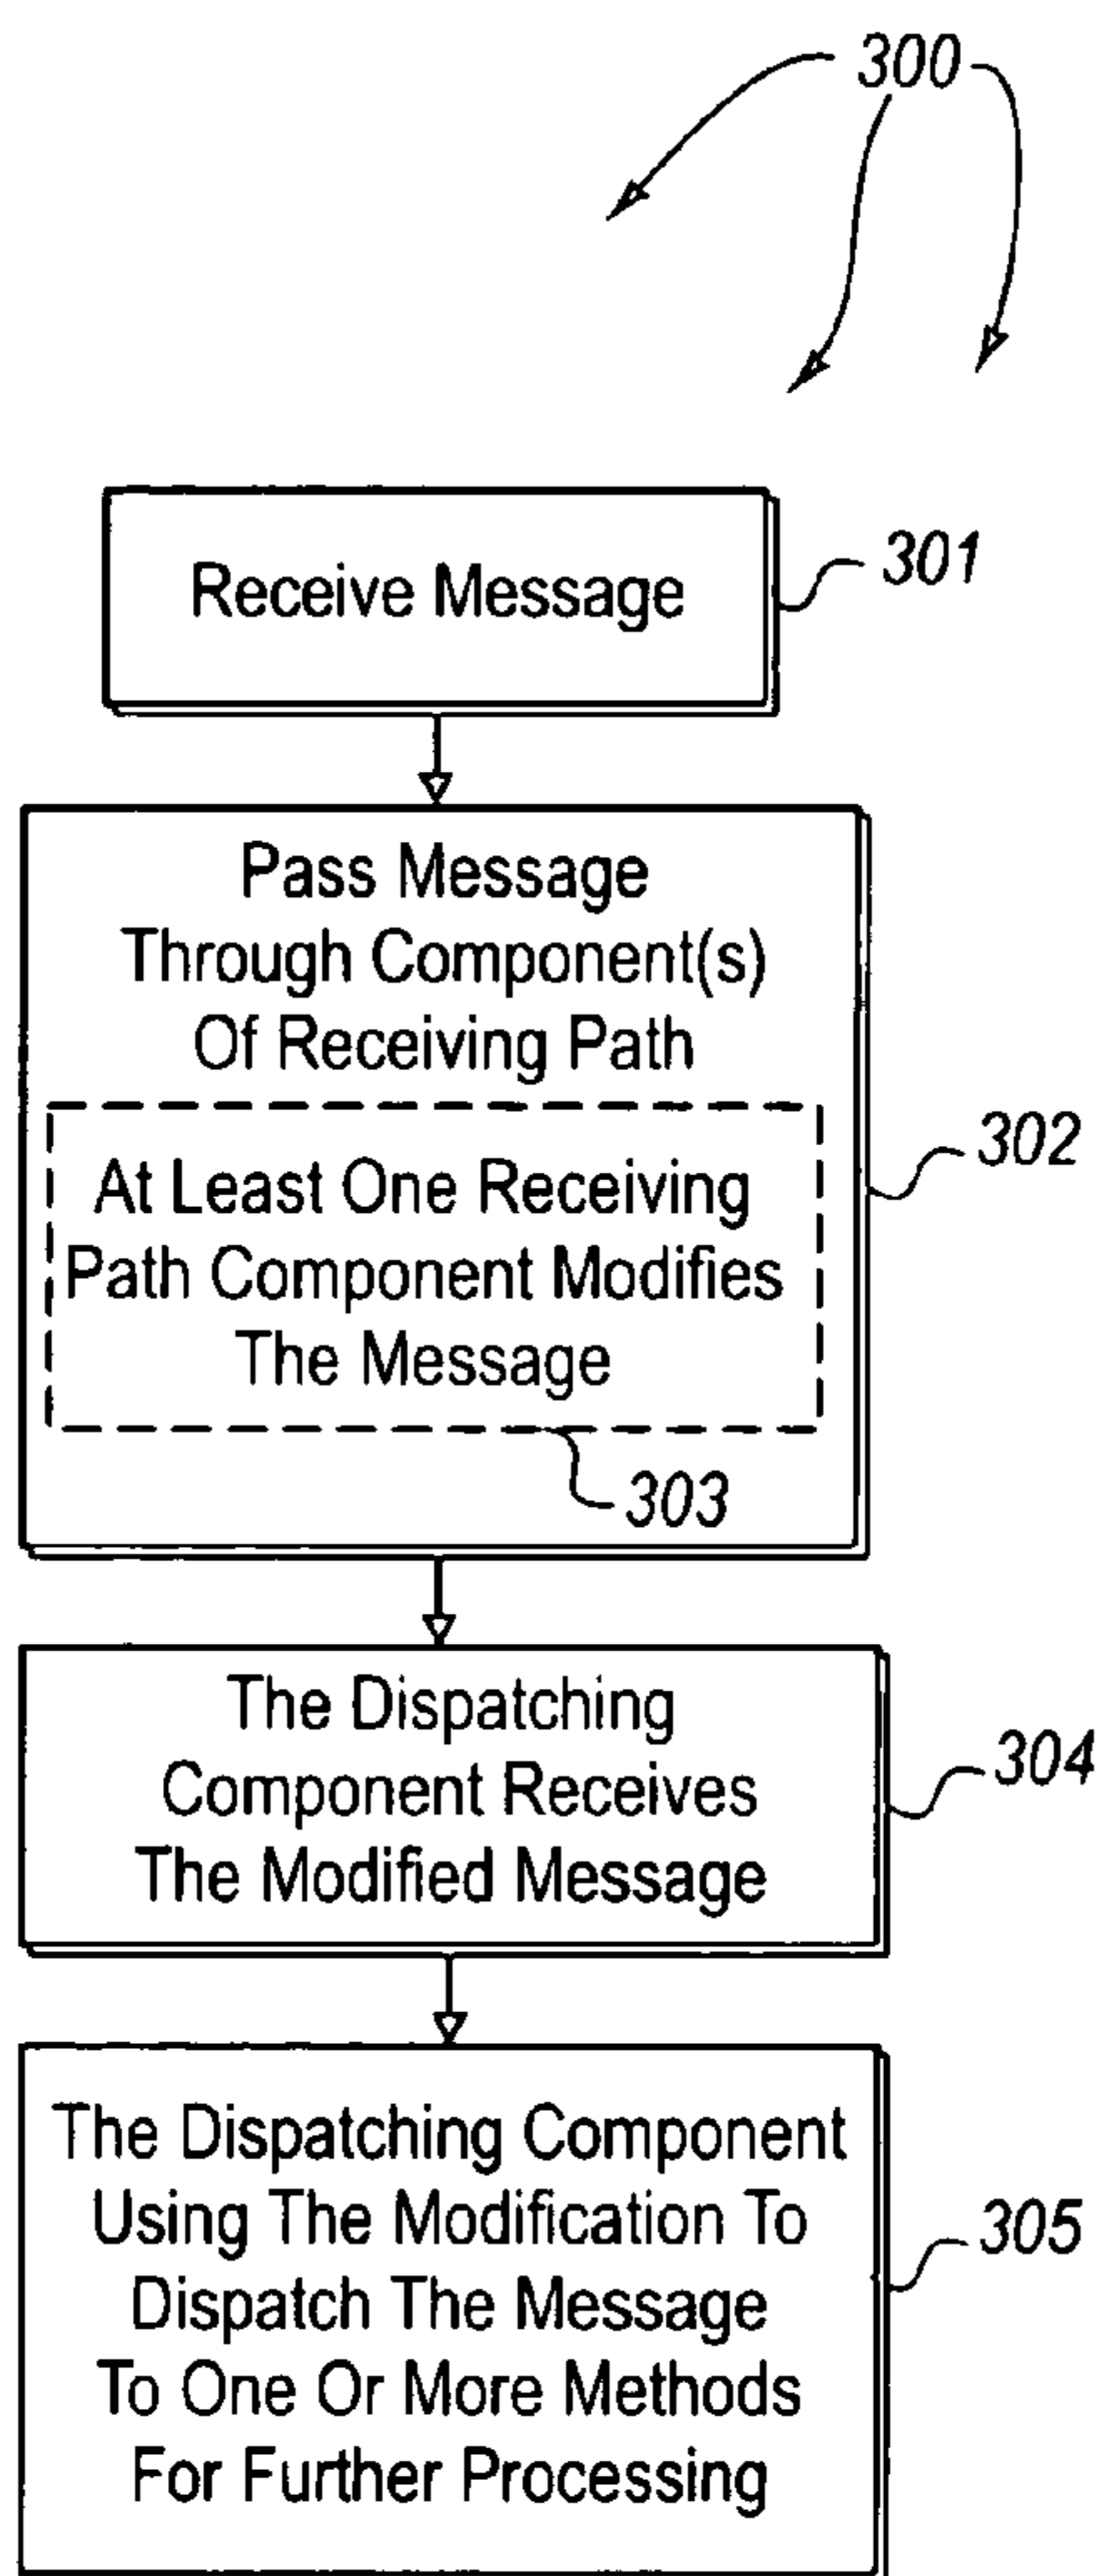 300
Receive Message
301
Pass Message
Through Component(s)
Of Receiving Path
302
At Least One Receiving
Path Component Modifies
The Message
303
The Dispatching
Component Receives
The Modified Message
304
The Dispatching Component
Using The Modification To
Dispatch The Message
To One Or More Methods
For Further Processing
305